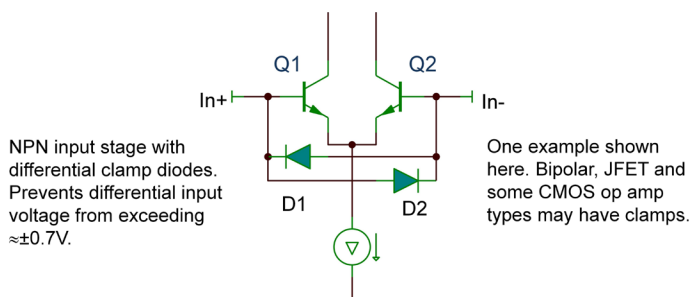 Q1
Q2
In+
In-
NPN input stage with
differential clamp diodes.
Prevents differential input
voltage from exceeding
≈±0.7V.
One example shown
here. Bipolar, JFET and
some CMOS op amp
types may have clamps.
D1
D2